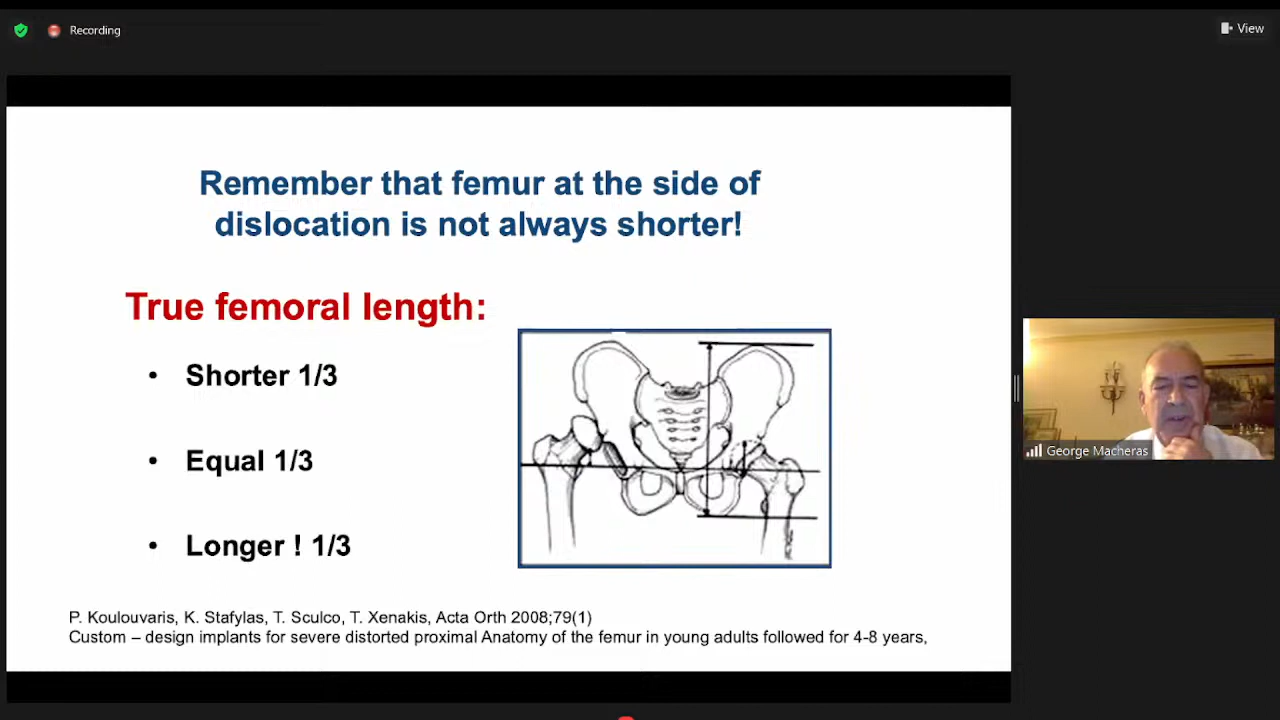 Recording
View
Remember that femur at the side of
dislocation is not always shorter!
True femoral length:
• Shorter 1/3
• Equal 1/3
• Longer ! 1/3
P. Koulouvaris, K. Stafylas, T. Sculco, T. Xenakis, Acta Orth 2008;79(1)
Custom – design implants for severe distorted proximal Anatomy of the femur in young adults followed for 4-8 years,
George Macheras